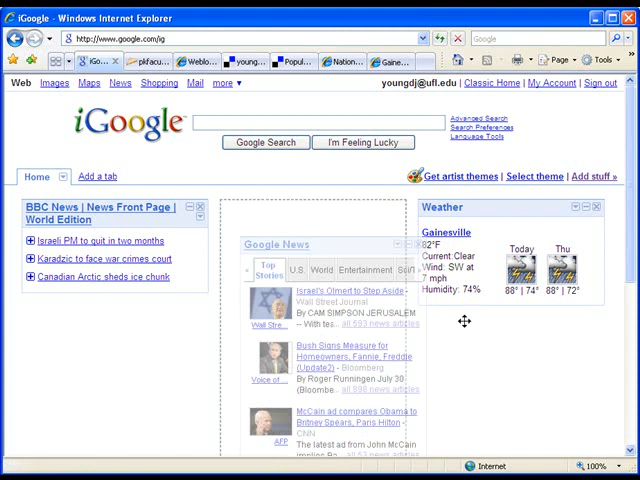 iGoogle - Windows Internet Explorer
http://www.google.com/ig
Google
iGo...
pkfacu...
Weblo...
young...
Popul...
Nation...
Gaine...
Page
Tools
Web Images Maps News Shopping Mail more ▼
youngdj@ufl.edu | Classic Home | My Account | Sign out
iGoogle™
Advanced Search
Search Preferences
Language Tools
Google Search
I'm Feeling Lucky
Home
Add a tab
Get artist themes | Select theme | Add stuff »
BBC News | News Front Page |
World Edition
Israeli PM to quit in two months
Karadzic to face war crimes court
Canadian Arctic sheds ice chunk
Google News
«
Top
Stories
U.S.
World
Entertainment
»
Israel's Olmert to Step Aside -
Wall Street Journal
By CAM SIMPSON JERUSALEM
-- With tes... all 593 news articles
Wall Stre...
Bush Signs Measure for
Homeowners, Fannie, Freddie
(Update2) - Bloomberg
By Roger Runningen July 30
(Bloombe... all 898 news articles
Voice of ...
McCain ad compares Obama to
Britney Spears, Paris Hilton -
CNN
The latest ad from John McCain
AFP
Weather
Gainesville
82°F
Current:Clear
Wind: SW at
7 mph
Humidity: 74%
Today
88° | 74°
Thu
88° | 72°
Internet
100%